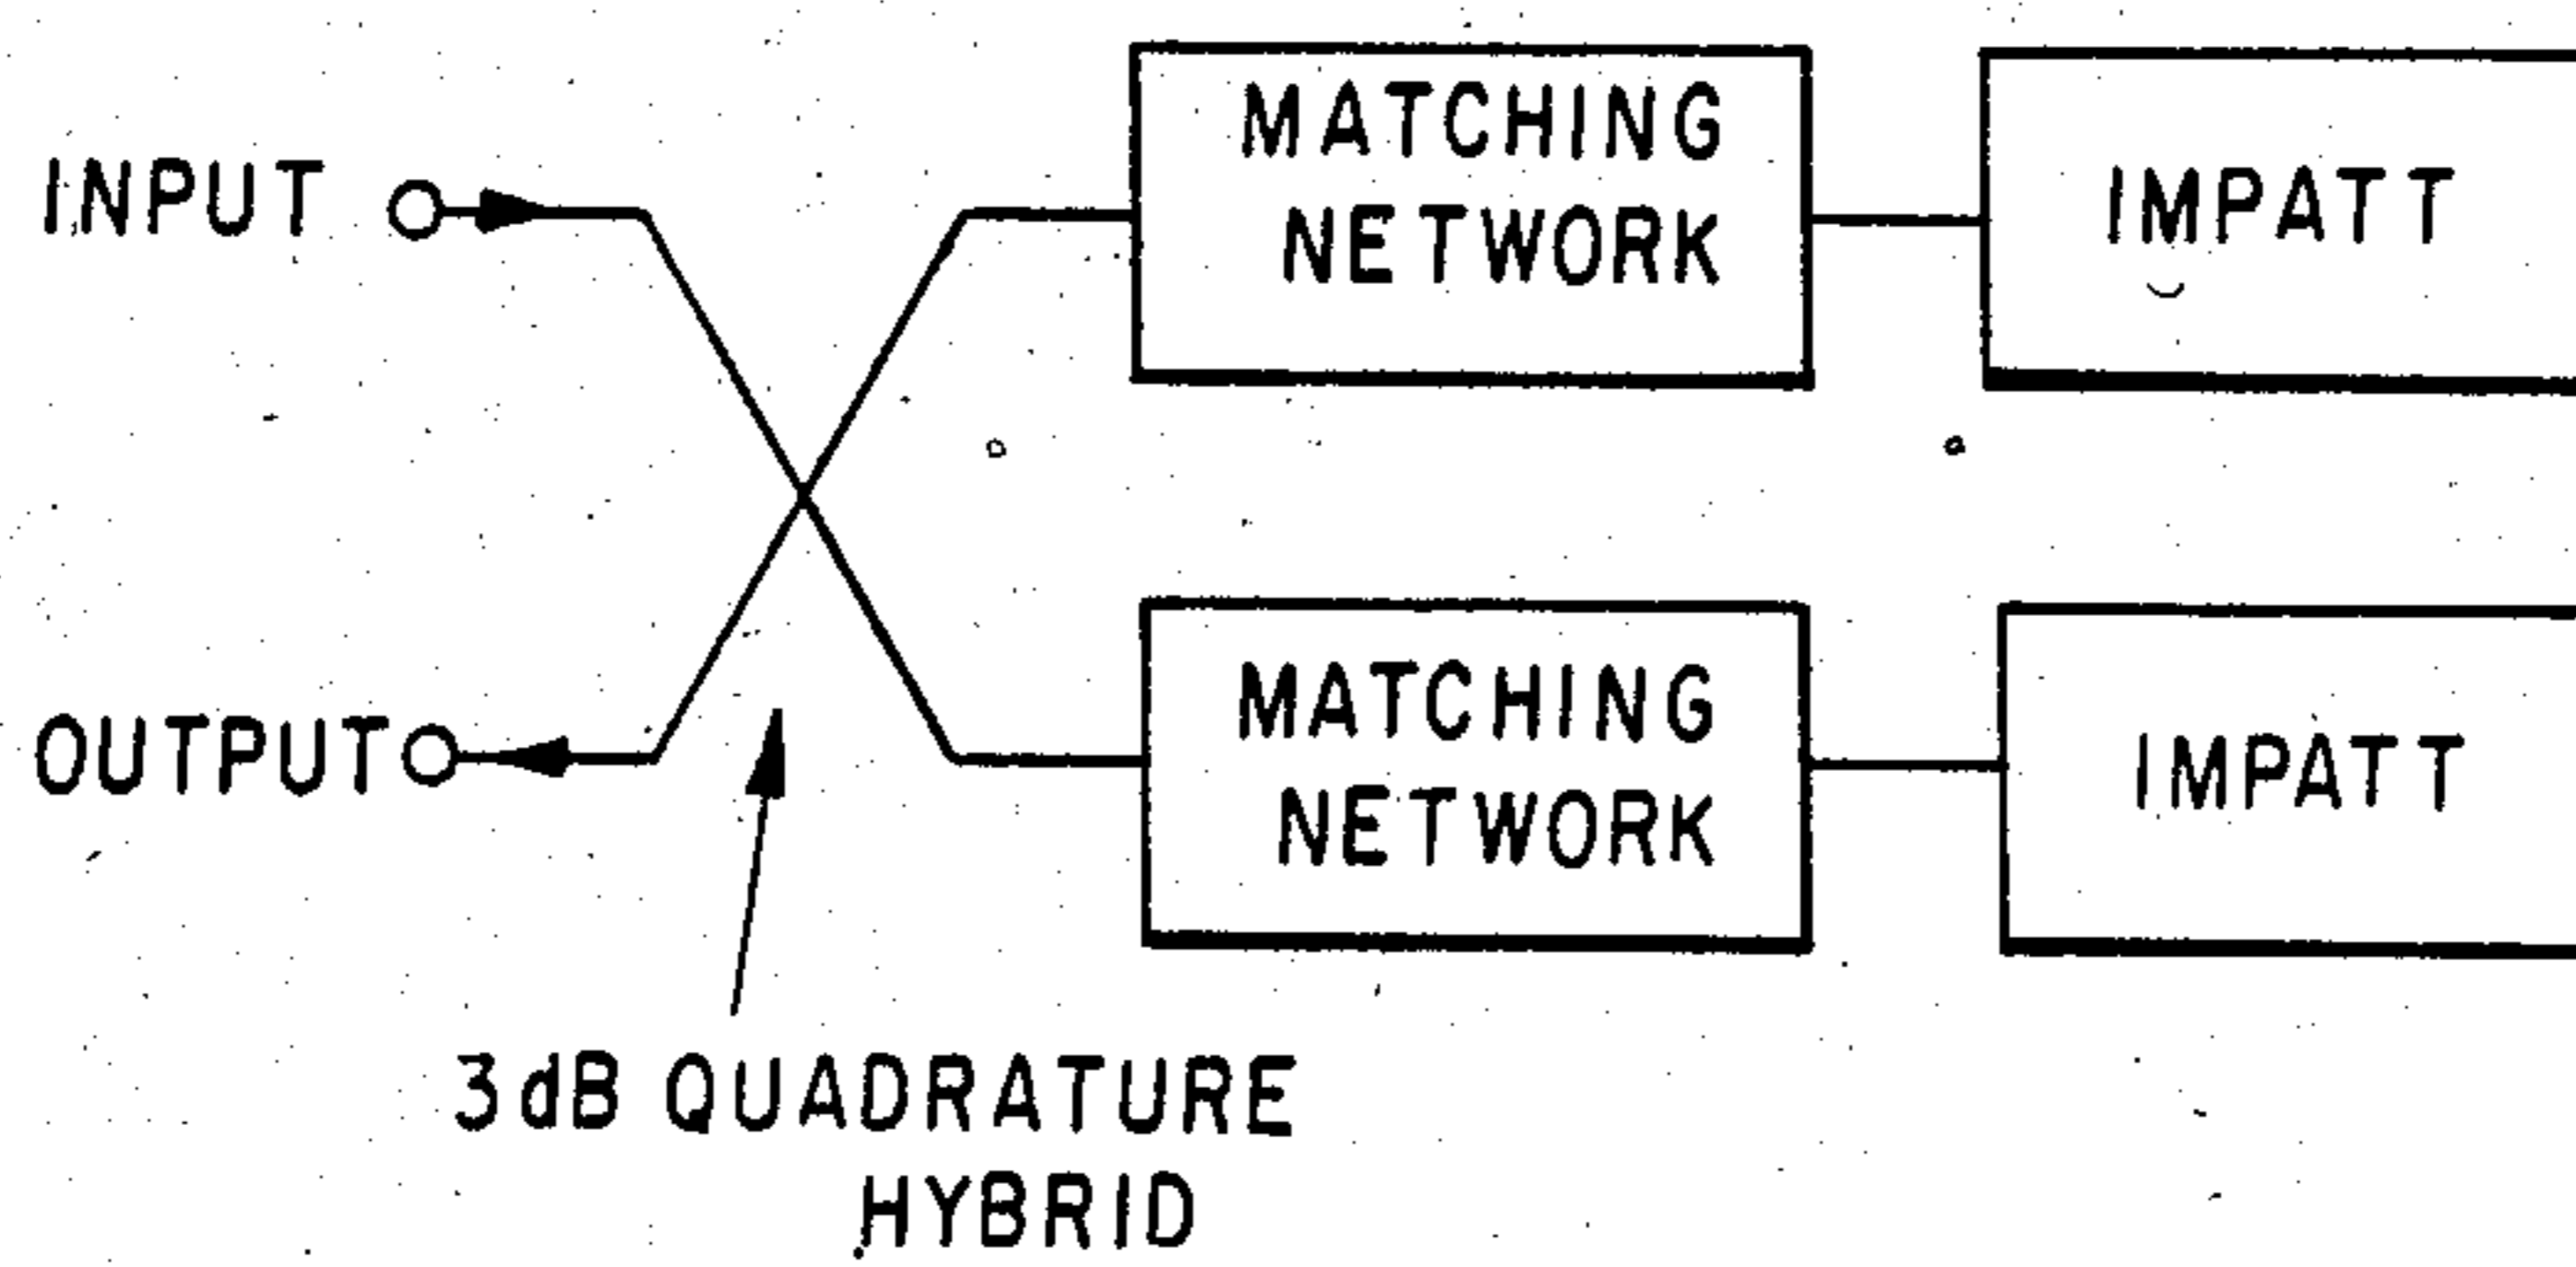 INPUT
MATCHING
NETWORK
IMPATT
OUTPUT
MATCHING
NETWORK
IMPATT
3dB QUADRATURE
HYBRID